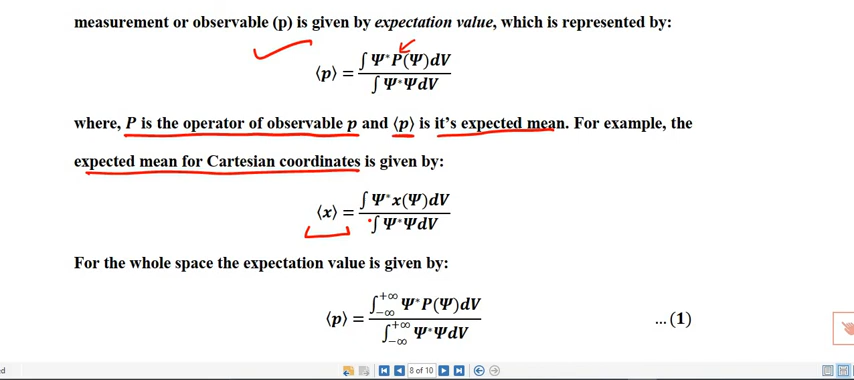 measurement or observable (p) is given by expectation value, which is represented by:
⟨p⟩ = ∫ Ψ*P(Ψ)dV / ∫ Ψ*ΨdV
where, P is the operator of observable p and ⟨p⟩ is it's expected mean. For example, the
expected mean for Cartesian coordinates is given by:
⟨x⟩ = ∫ Ψ*x(Ψ)dV / ∫ Ψ*ΨdV
For the whole space the expectation value is given by:
⟨p⟩ = ∫_{-∞}^{+∞} Ψ*P(Ψ)dV / ∫_{-∞}^{+∞} Ψ*ΨdV ... (1)
8 of 10